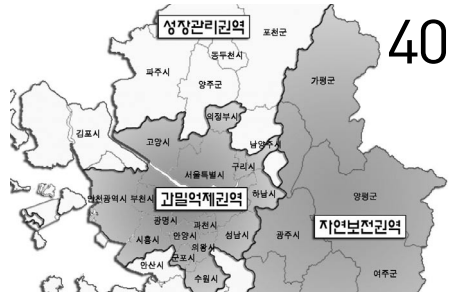 성장관리권역
포천군
40
동두천시
파주시
양주군
가평군
의정부시
김포시
고양시
남양주시
구리시
서울특별시
인천광역시
부천시
과밀억제권역
하남시
양평군
광명시
과천시
자연보전권역
시흥시
안양시
성남시
광주시
의왕시
군포시
안산시
수원시
여주군